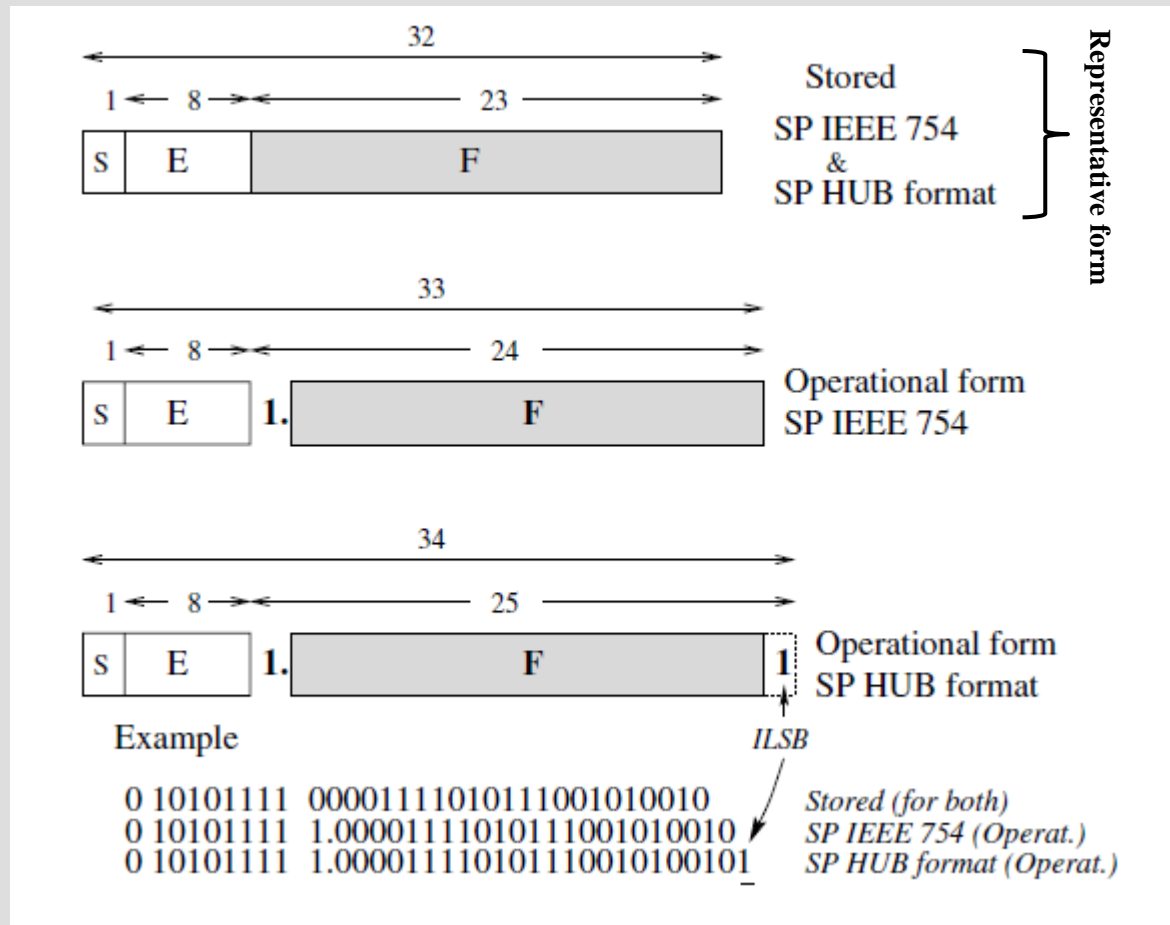 32
1 8 23
S E F
Stored
SP IEEE 754
&
SP HUB format
Representative form
33
1 8 24
S E 1. F
Operational form
SP IEEE 754
34
1 8 25
S E 1. F 1
Operational form
SP HUB format
Example
ILSB
0 10101111 00001111010111001010010 Stored (for both)
0 10101111 1.00001111010111001010010 SP IEEE 754 (Operat.)
0 10101111 1.000011110101110010100101 SP HUB format (Operat.)